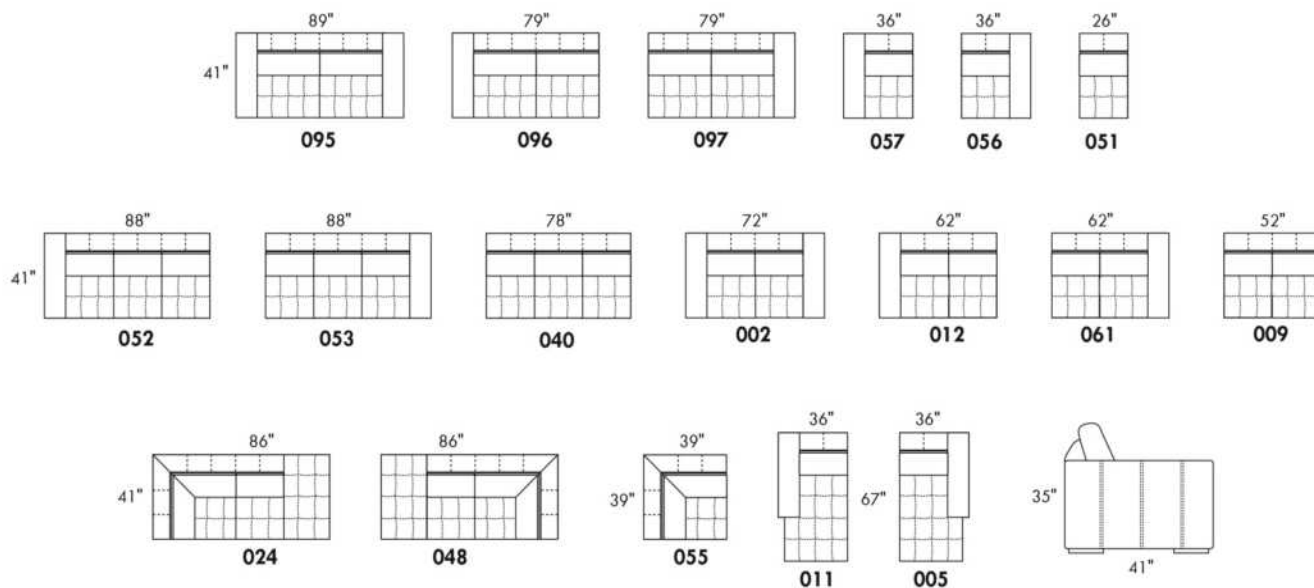 89" 79" 79" 36" 36" 26"
41"
095 096 097 057 056 051
88" 88" 78" 72" 62" 62" 52"
41"
052 053 040 002 012 061 009
36" 36"
86" 86" 39"
41" 39" 67" 35"
024 048 055 011 005 41"